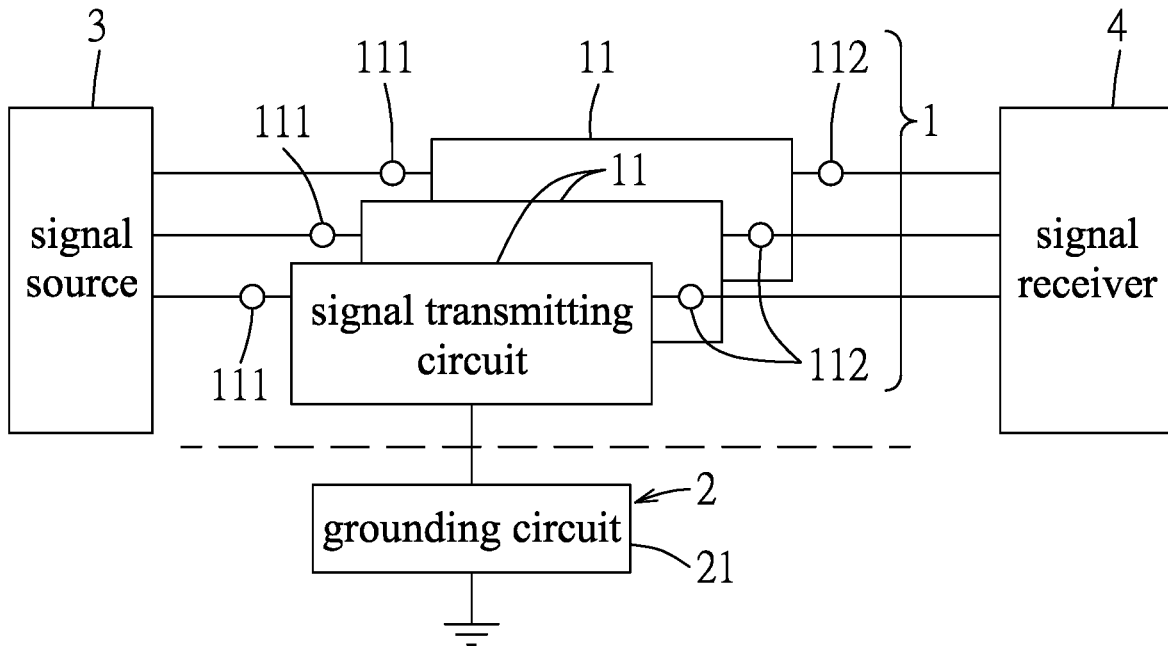 3
111
11
112
4
111
1
11
signal
source
signal
receiver
signal transmitting
circuit
111
112
2
grounding circuit
21